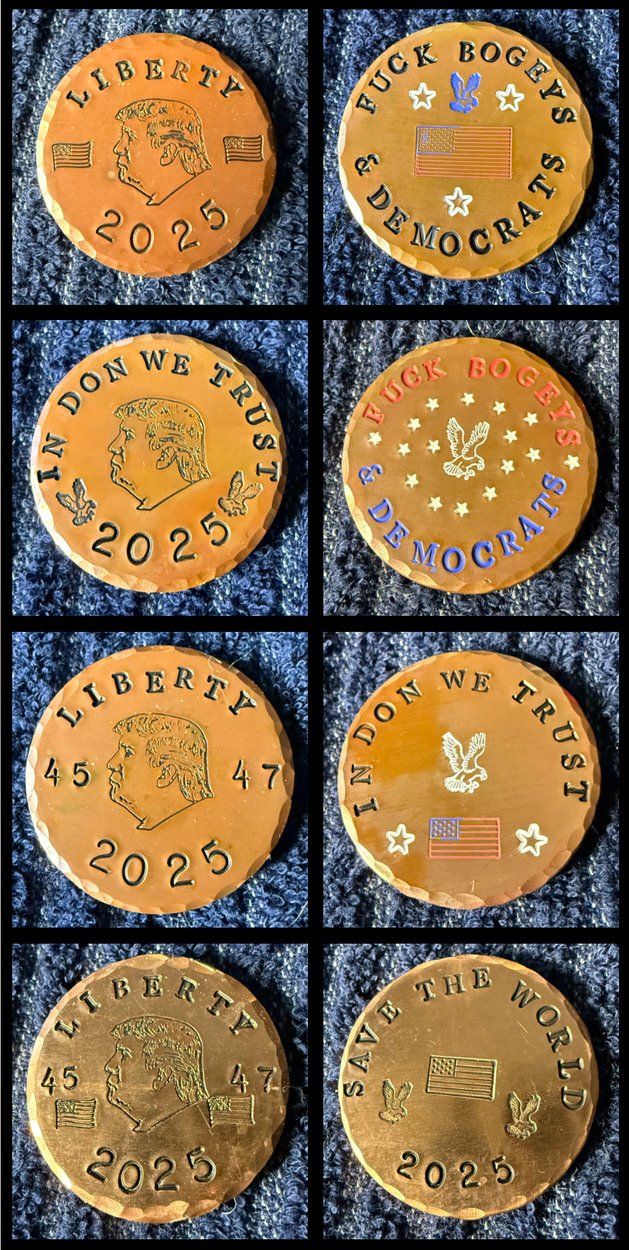 LIBERTY
2025
FUCK BOGEYS
& DEMOCRATS
IN DON WE TRUST
2025
FUCK BOGEYS
& DEMOCRATS
LIBERTY
45 47
2025
IN DON WE TRUST
LIBERTY
45 47
2025
SAVE THE WORLD
2025